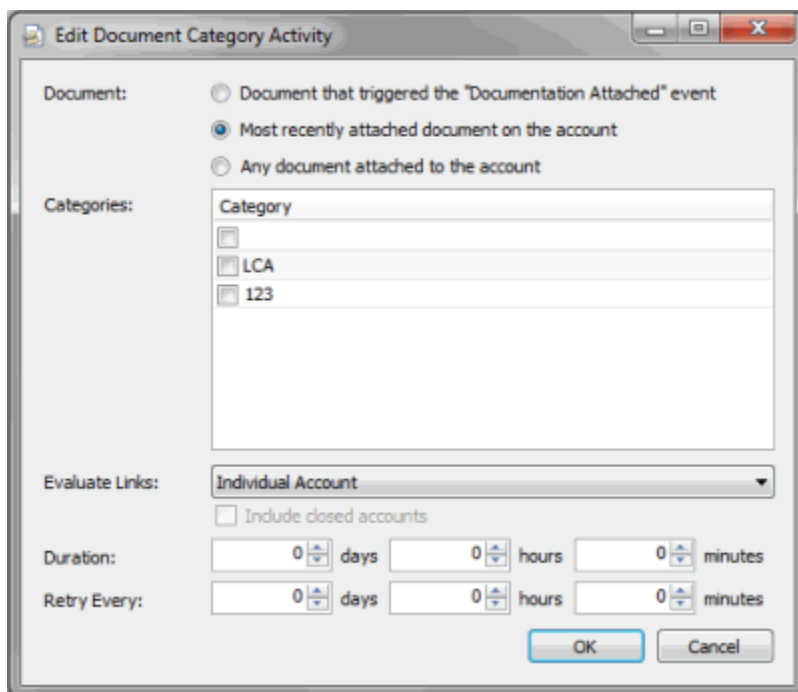 Edit Document Category Activity
Document:
Document that triggered the "Documentation Attached" event
Most recently attached document on the account
Any document attached to the account
Categories:
Category
LCA
123
Evaluate Links:
Individual Account
Include closed accounts
Duration: 0 days 0 hours 0 minutes
Retry Every: 0 days 0 hours 0 minutes
OK Cancel